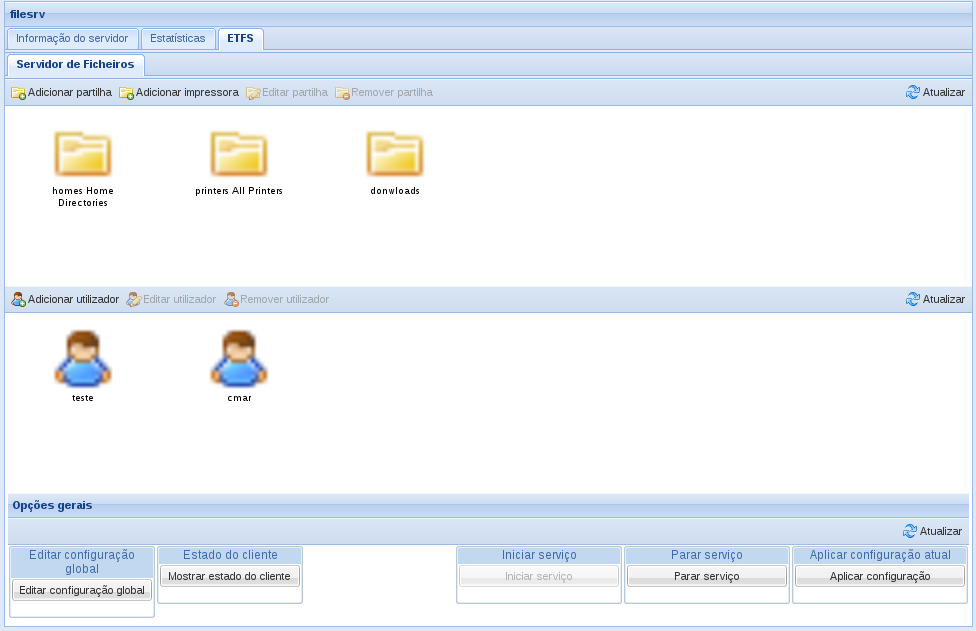 filesrv
Informação do servidor Estatísticas ETFS
Servidor de Ficheiros
Adicionar partilha Adicionar impressora Editar partilha Remover partilha Atualizar
homes Home Directories printers All Printers donwloads
Adicionar utilizador Editar utilizador Remover utilizador Atualizar
teste cmar
Opções gerais
Atualizar
Editar configuração global Estado do cliente Iniciar serviço Parar serviço Aplicar configuração atual
Editar configuração global Mostrar estado do cliente Iniciar serviço Parar serviço Aplicar configuração